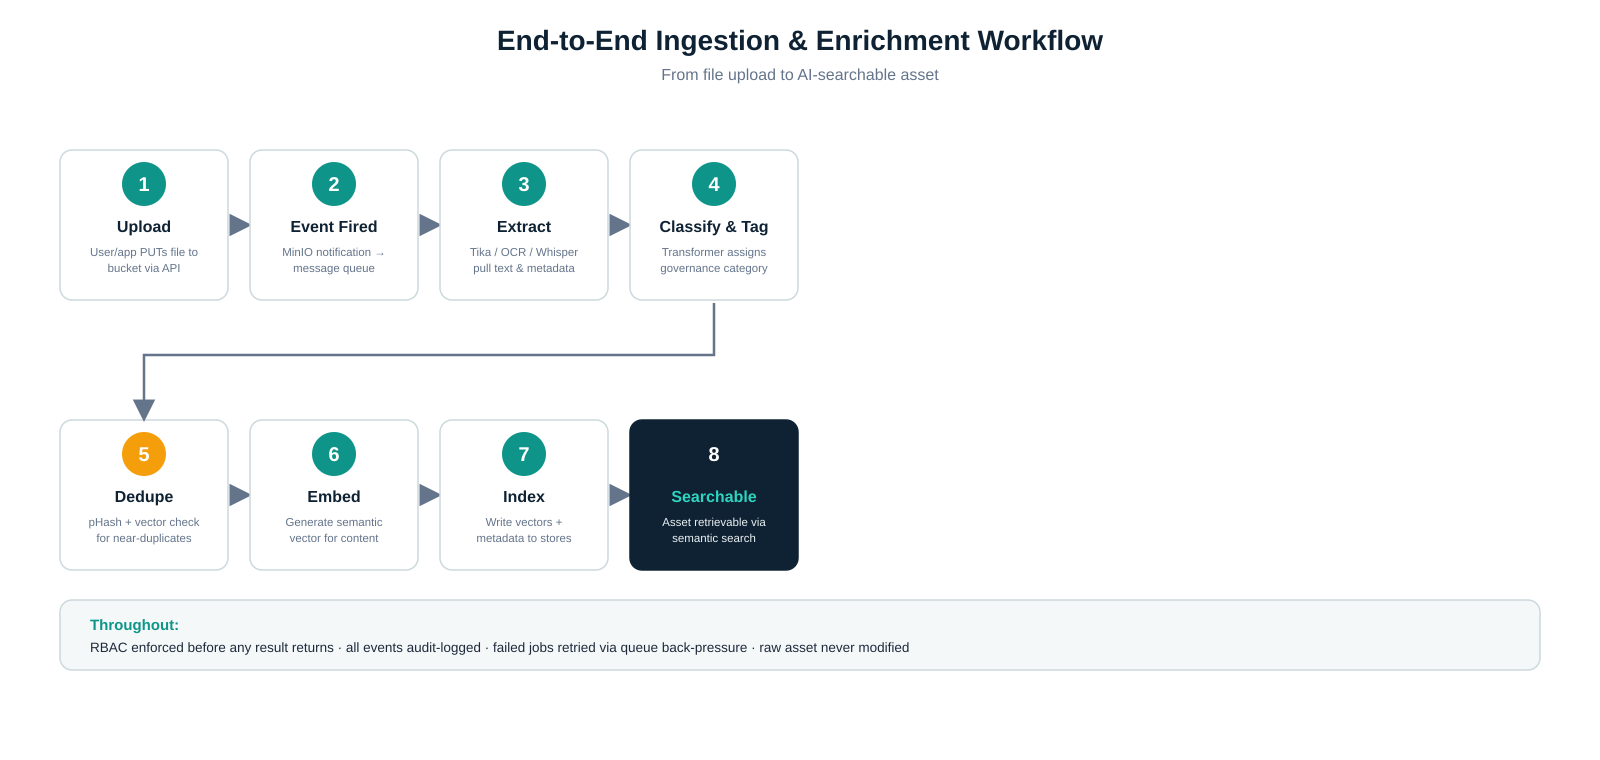 End-to-End Ingestion & Enrichment Workflow
From file upload to AI-searchable asset
1
Upload
User/app PUTs file to
bucket via API
2
Event Fired
MinIO notification →
message queue
3
Extract
Tika / OCR / Whisper
pull text & metadata
4
Classify & Tag
Transformer assigns
governance category
5
Dedupe
pHash + vector check
for near-duplicates
6
Embed
Generate semantic
vector for content
7
Index
Write vectors +
metadata to stores
8
Searchable
Asset retrievable via
semantic search
Throughout:
RBAC enforced before any result returns · all events audit-logged · failed jobs retried via queue back-pressure · raw asset never modified